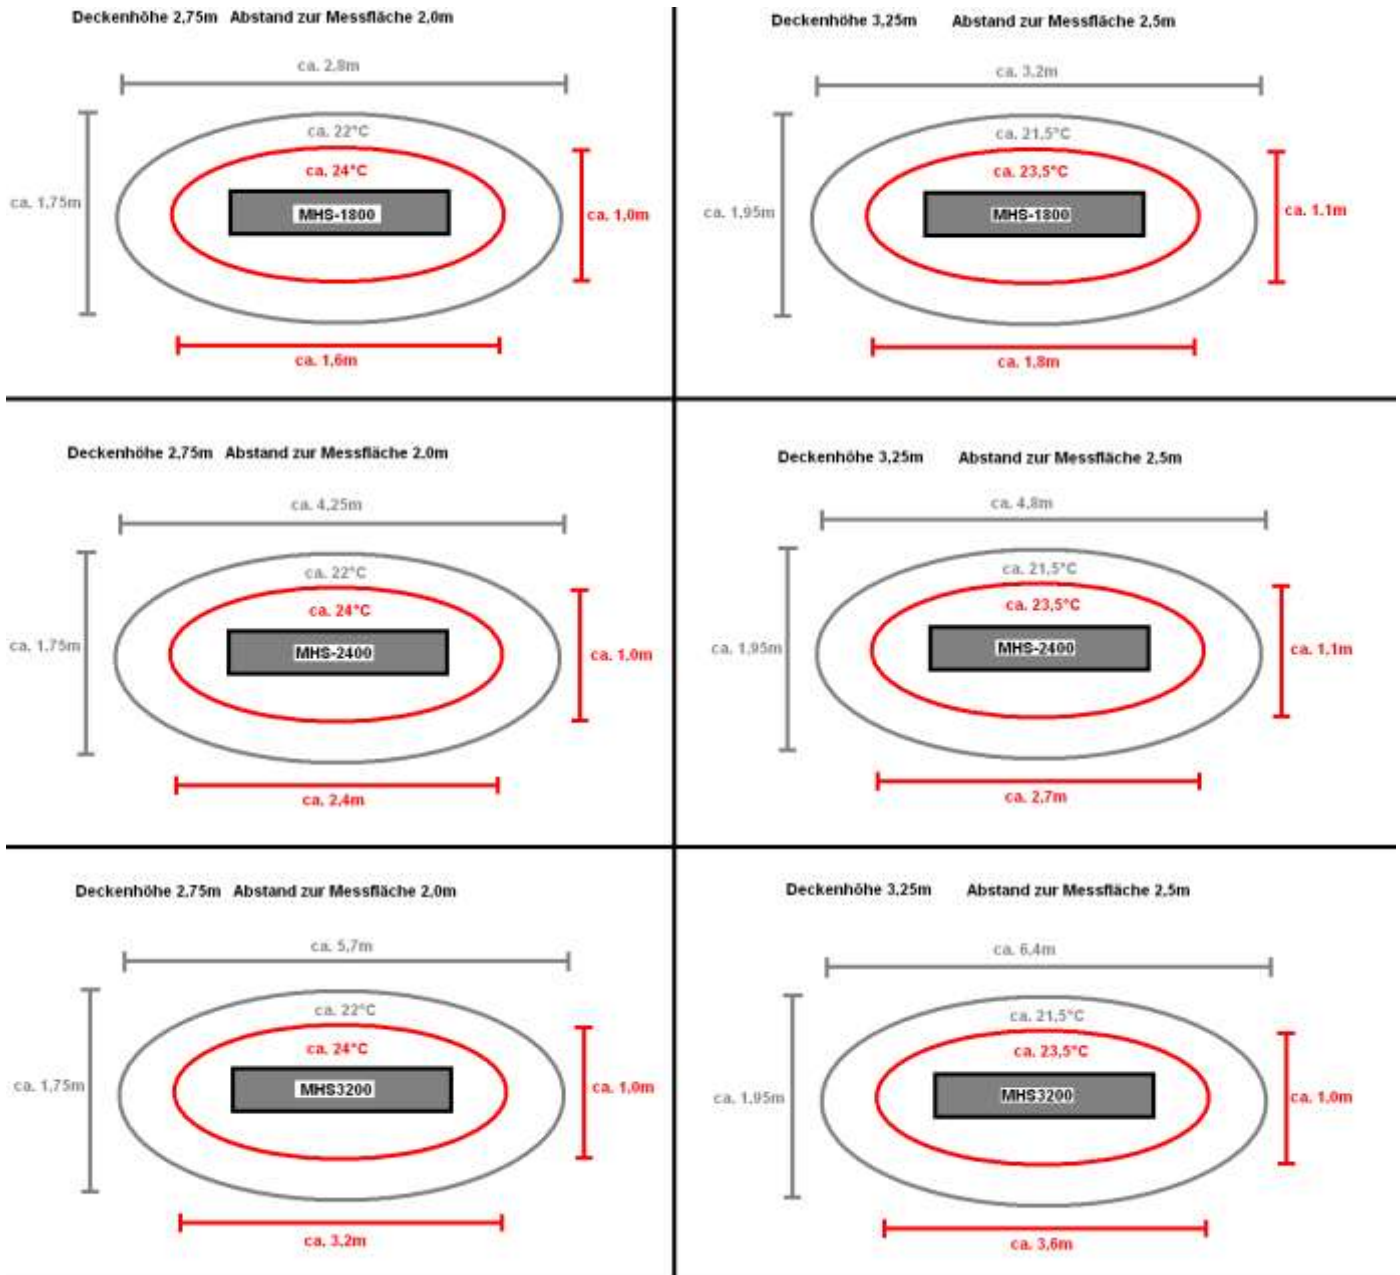 Deckenhöhe 2,75m Abstand zur Messfläche 2,0m
ca. 2,8m
ca. 22°C
ca. 24°C
ca. 1,75m
MHS-1800
ca. 1,0m
ca. 1,6m
Deckenhöhe 3,25m Abstand zur Messfläche 2,5m
ca. 3,2m
ca. 21,5°C
ca. 23,5°C
ca. 1,95m
MHS-1800
ca. 1.1m
ca. 1,8m
Deckenhöhe 2,75m Abstand zur Messfläche 2,0m
ca. 4,25m
ca. 22°C
ca. 24°C
ca. 1,75m
MHS-2400
ca. 1,0m
ca. 2,4m
Deckenhöhe 3,25m Abstand zur Messfläche 2,5m
ca. 4,8m
ca. 21,5°C
ca. 23,5°C
ca. 1,95m
MHS-2400
ca. 1,1m
ca. 2,7m
Deckenhöhe 2,75m Abstand zur Messfläche 2,0m
ca. 5,7m
ca. 22°C
ca. 24°C
ca. 1,75m
MHS3200
ca. 1,0m
ca. 3,2m
Deckenhöhe 3,25m Abstand zur Messfläche 2,5m
ca. 6,4m
ca. 21,5°C
ca. 23,5°C
ca. 1,95m
MHS3200
ca. 1,0m
ca. 3,6m